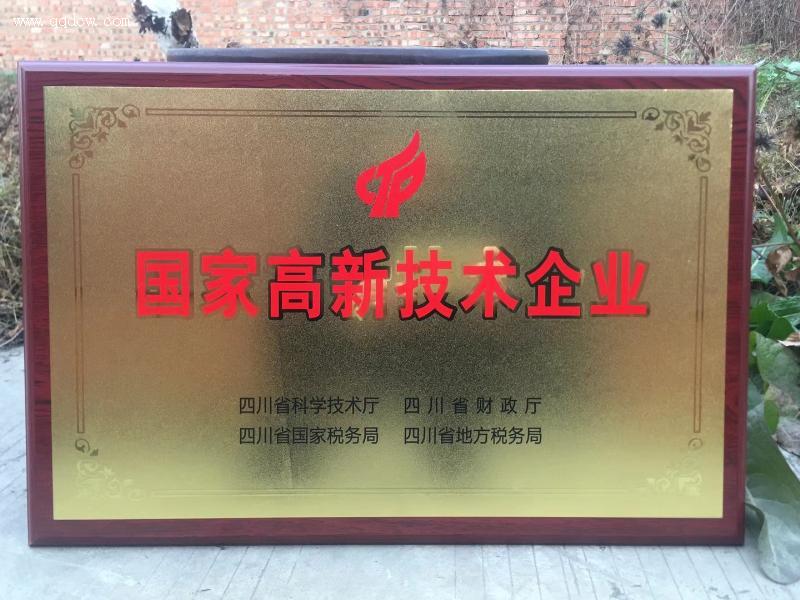 www.qqdcw.com
国家高新技术企业
四川省科学技术厅 四川省财政厅
四川省国家税务局 四川省地方税务局